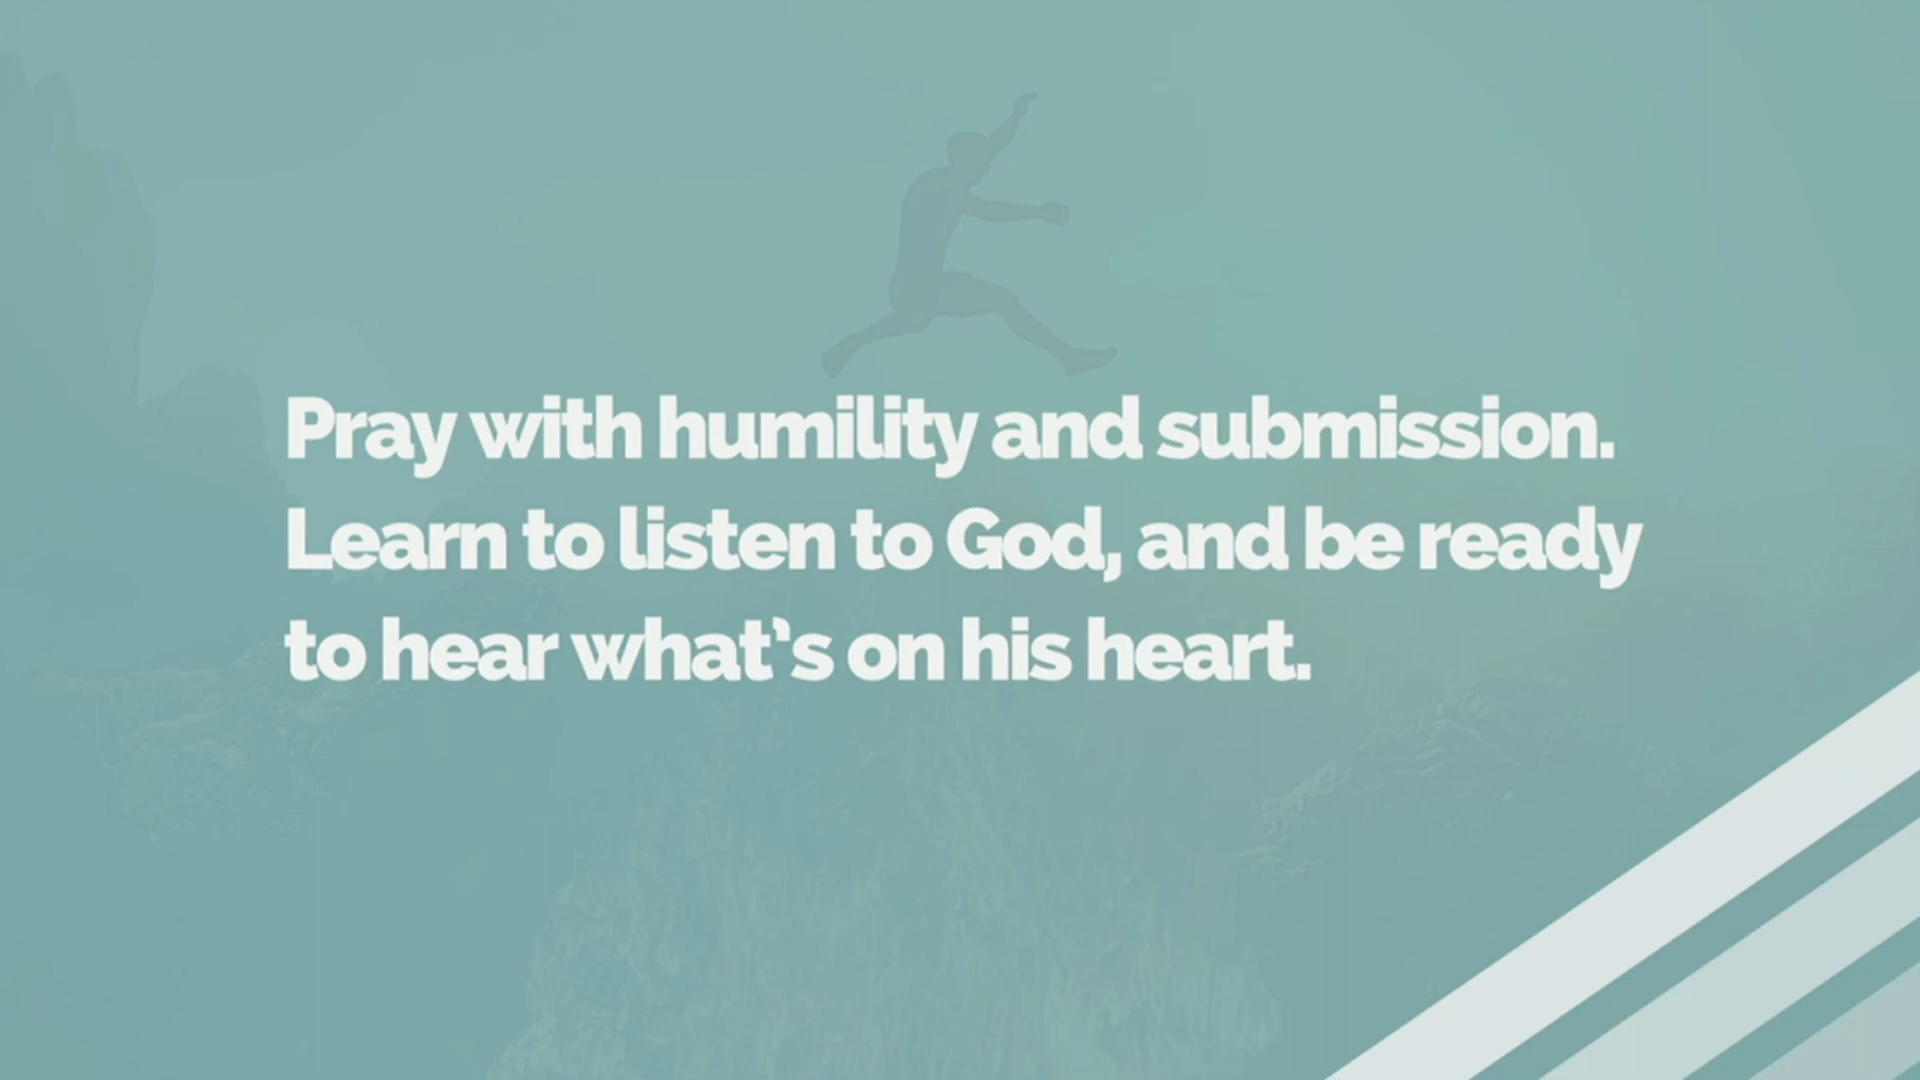 Pray with humility and submission.
Learn to listen to God, and be ready
to hear what’s on his heart.